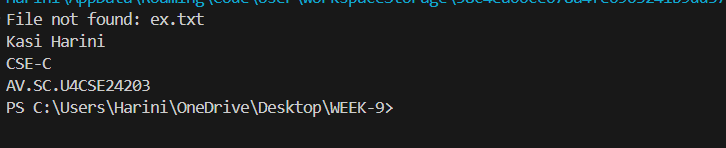 File not found: ex.txt
Kasi Harini
CSE-C
AV.SC.U4CSE24203
PS C:\Users\Harini\OneDrive\Desktop\WEEK-9>